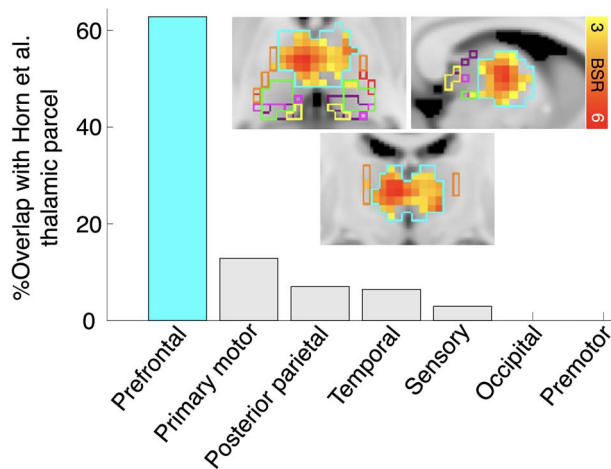 %Overlap with Horn et al.
thalamic parcel
60
40
20
0
3
BSR
6
Prefrontal
Primary motor
Posterior parietal
Temporal
Sensory
Occipital
Premotor